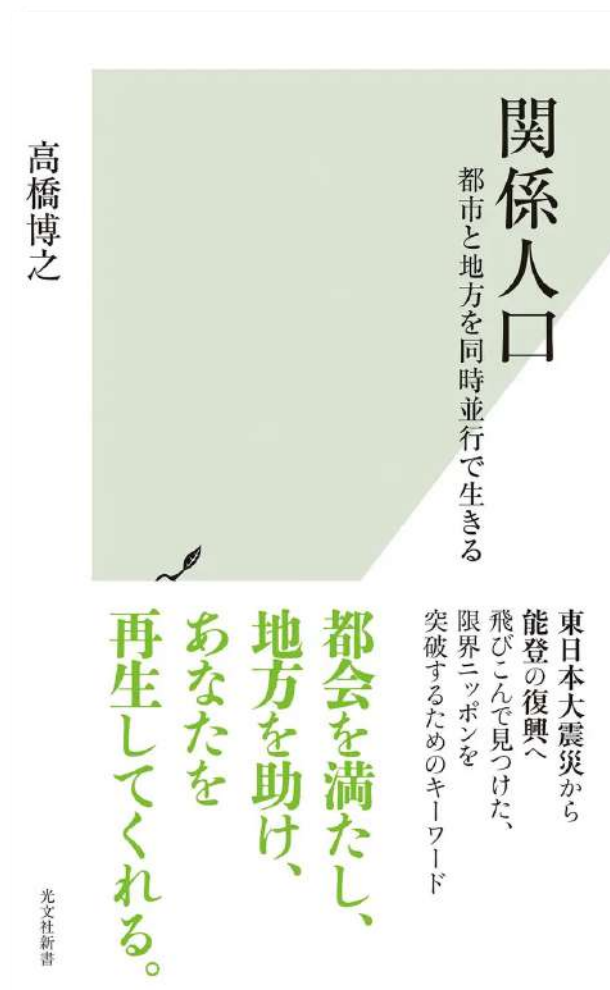 関係人口
都市と地方を同時並行で生きる
高橋博之
東日本大震災から
能登の復興へ
飛びこんで見つけた、
限界ニッポンを
突破するためのキーワード
都会を満たし、
地方を助け、
あなたを
再生してくれる。
光文社新書